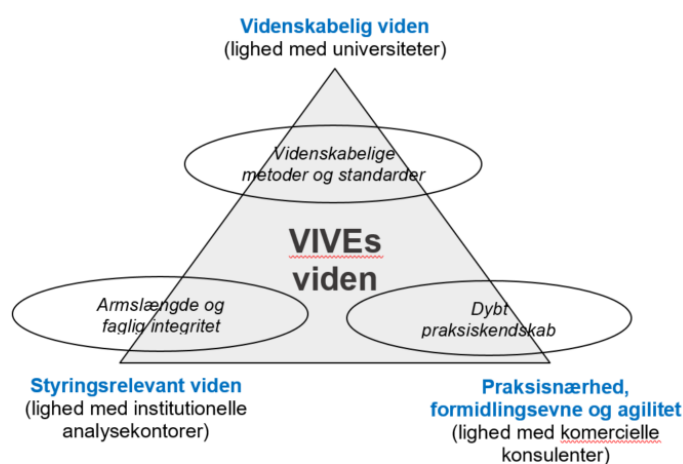 Videnskabelig viden
(lighed med universiteter)
Videnskabelige
metoder og standarder
VIVEs
viden
Armslængde og
faglig integritet
Dybt
praksiskendskab
Styringsrelevant viden
(lighed med institutionelle
analysekontorer)
Praksisnærhed,
formidlingsevne og agilitet
(lighed med komercielle
konsulenter)